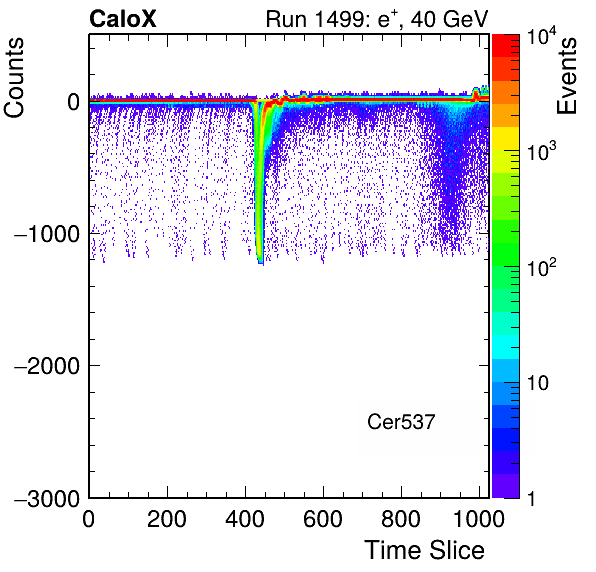 CaloX Run 1499: e⁺, 40 GeV
Counts
Events
0
−1000
−2000
−3000
10⁴
10³
10²
10
1
Cer537
0 200 400 600 800 1000
Time Slice